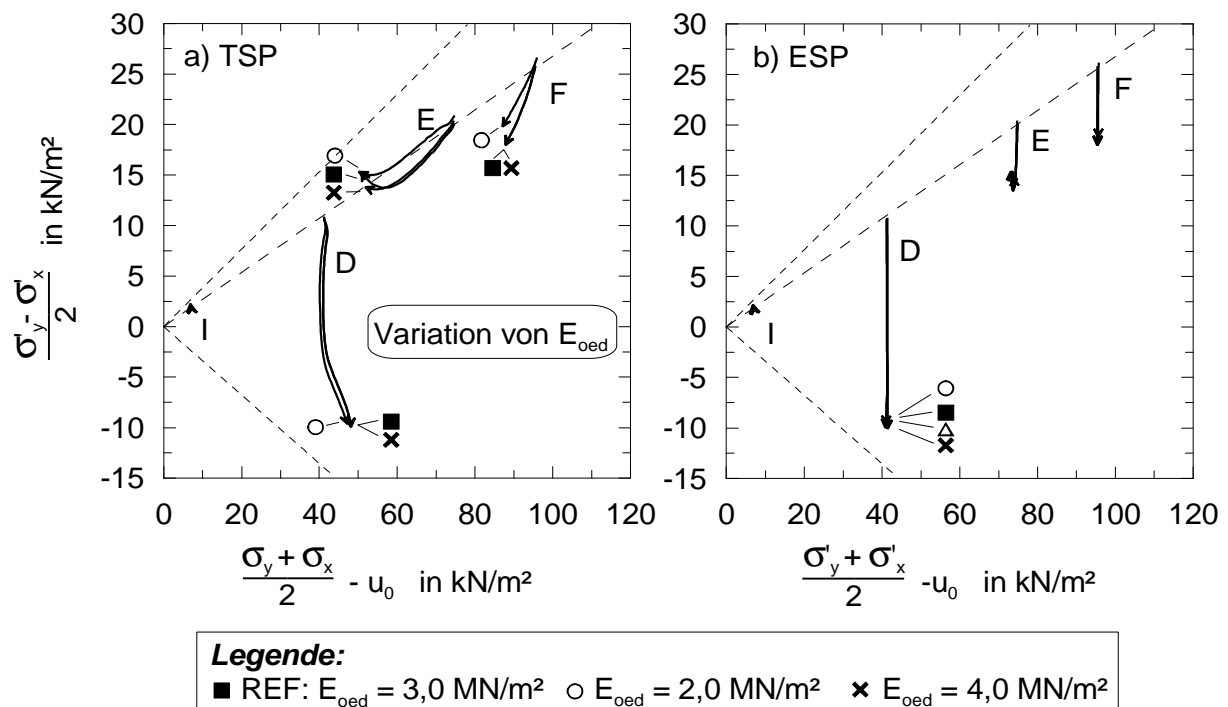 a) TSP
b) ESP
30
25
20
15
10
5
0
-5
-10
-15
30
25
20
15
10
5
0
-5
-10
-15
F
E
D
I
F
E
D
I
Variation von E_oed
0 20 40 60 80 100 120
0 20 40 60 80 100 120
σ'_y - σ'_x
2
in kN/m²
σ_y + σ_x
2
- u_0 in kN/m²
σ'_y + σ'_x
2
-u_0 in kN/m²
Legende:
REF: E_oed = 3,0 MN/m² E_oed = 2,0 MN/m² E_oed = 4,0 MN/m²